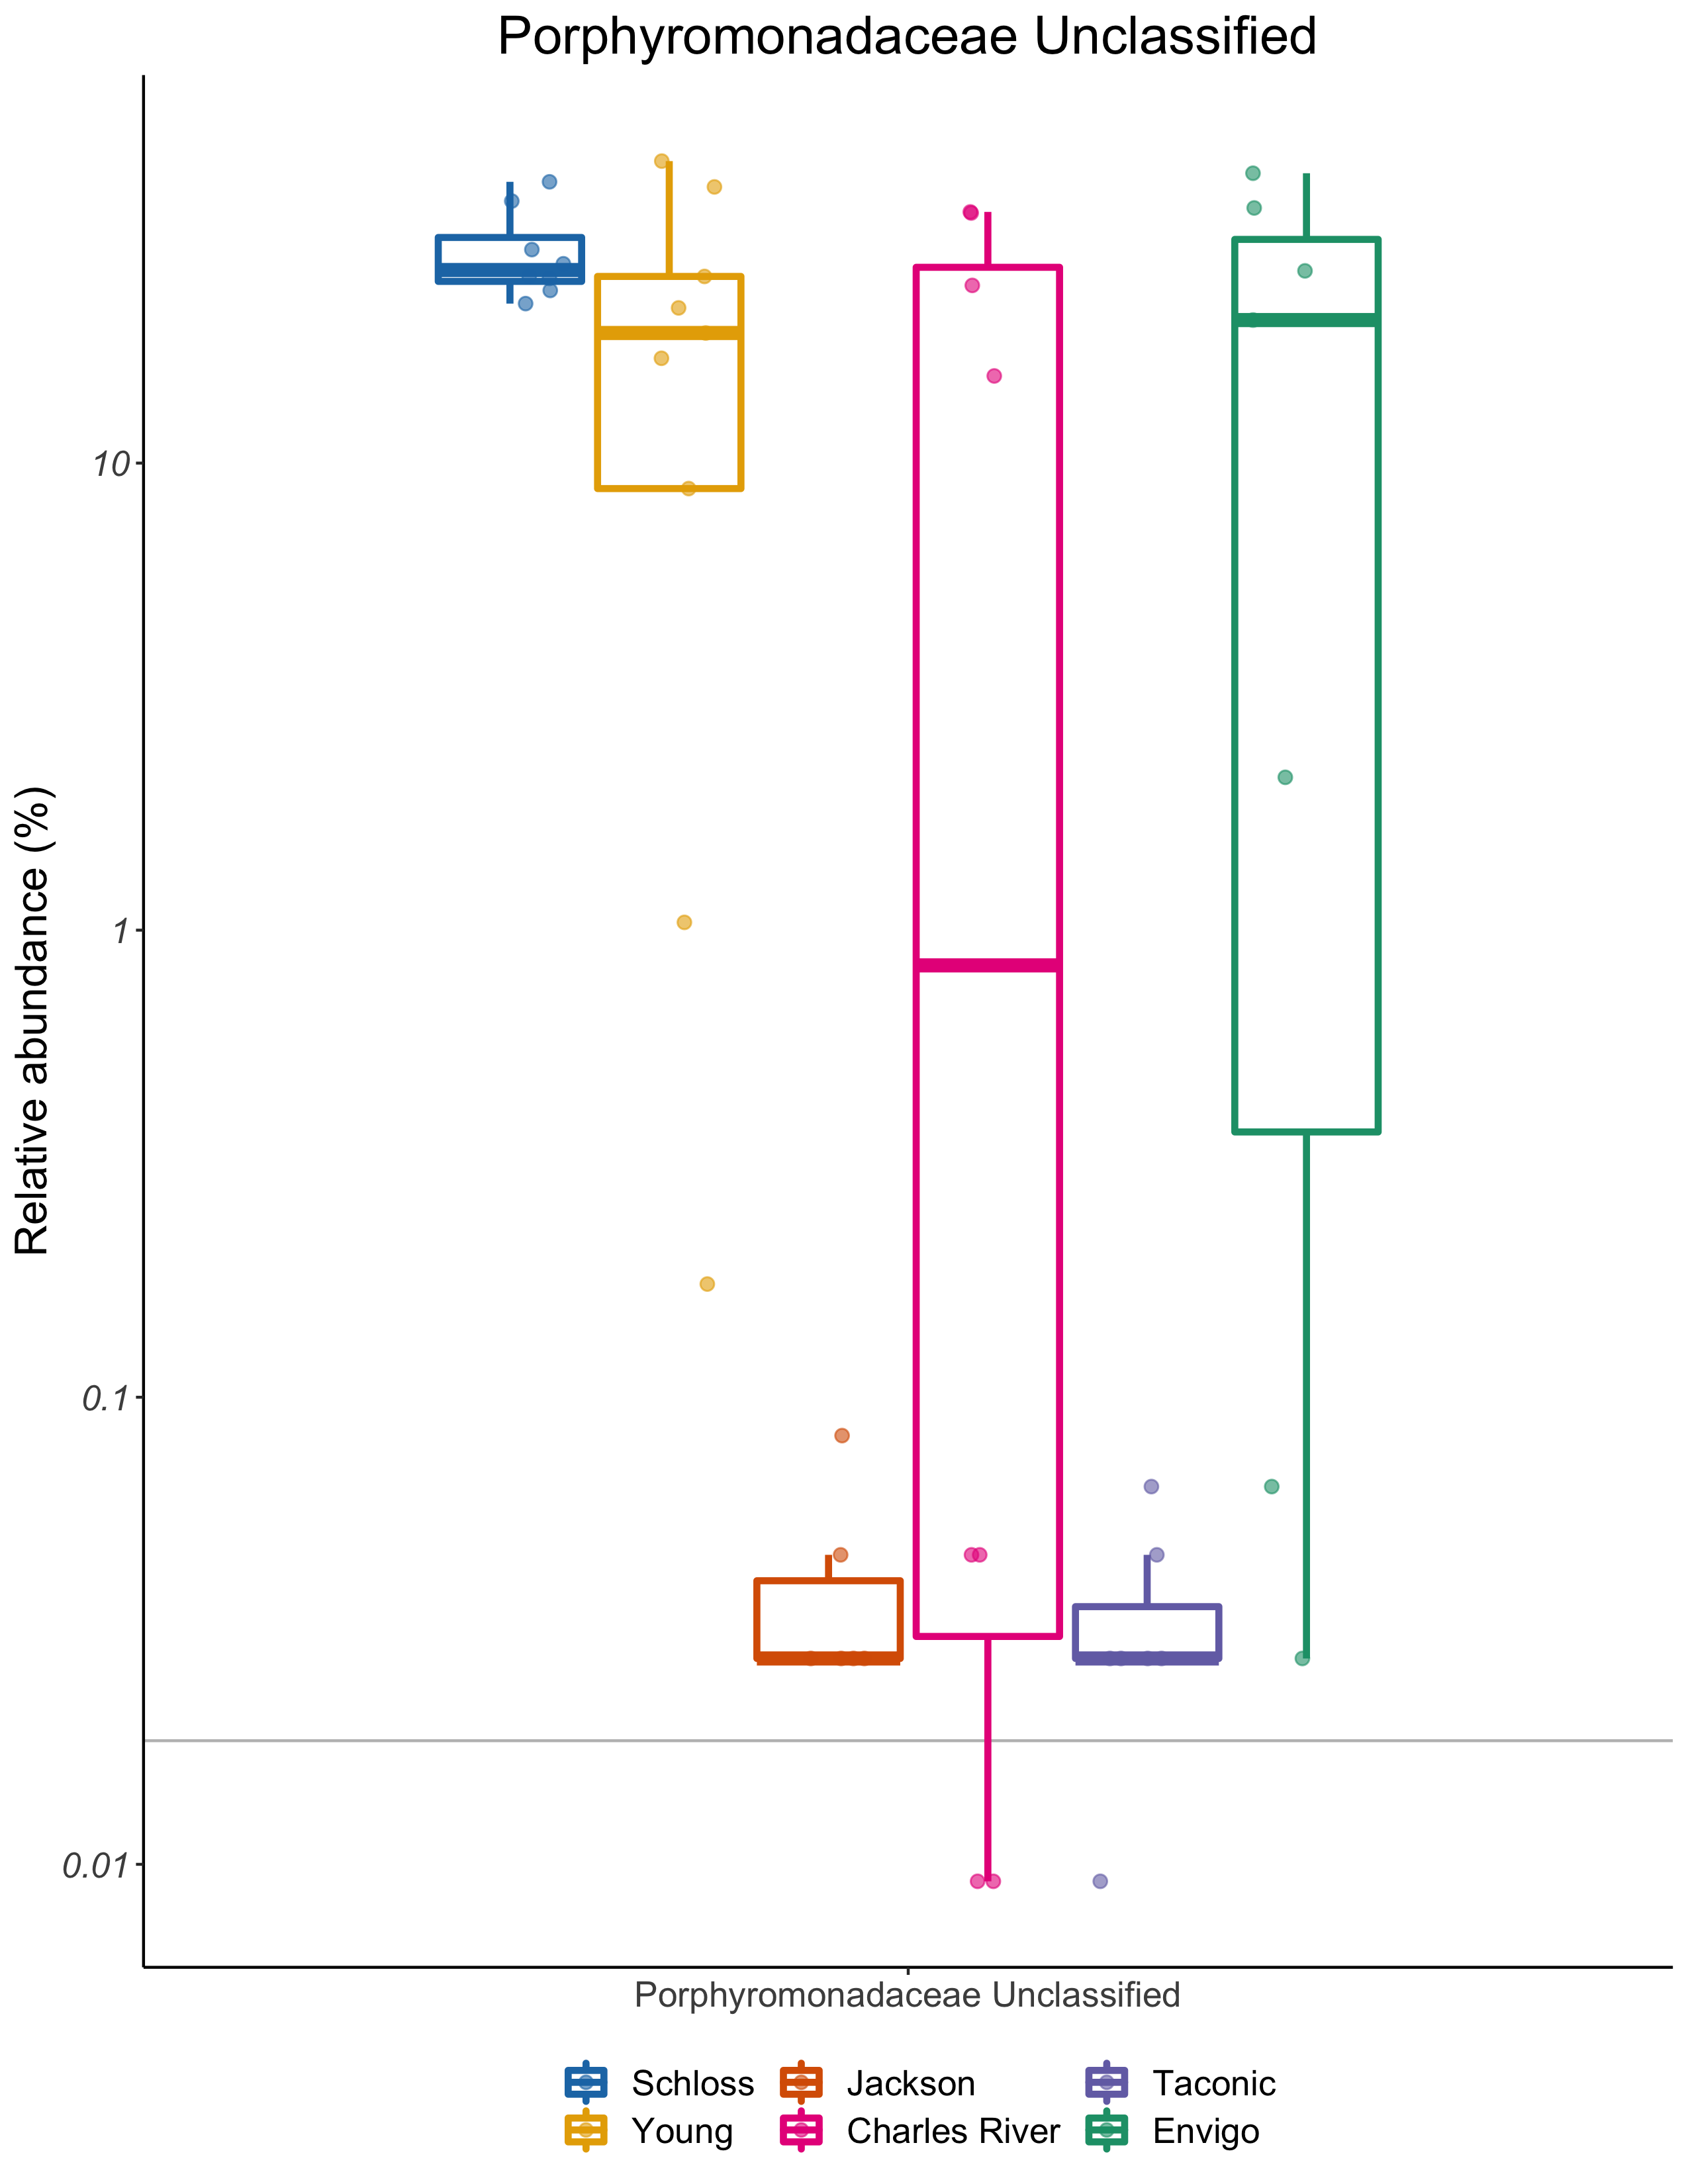 Porphyromonadaceae Unclassified
Relative abundance (%)
10
1
0.1
0.01
Porphyromonadaceae Unclassified
Schloss Jackson Taconic
Young Charles River Envigo